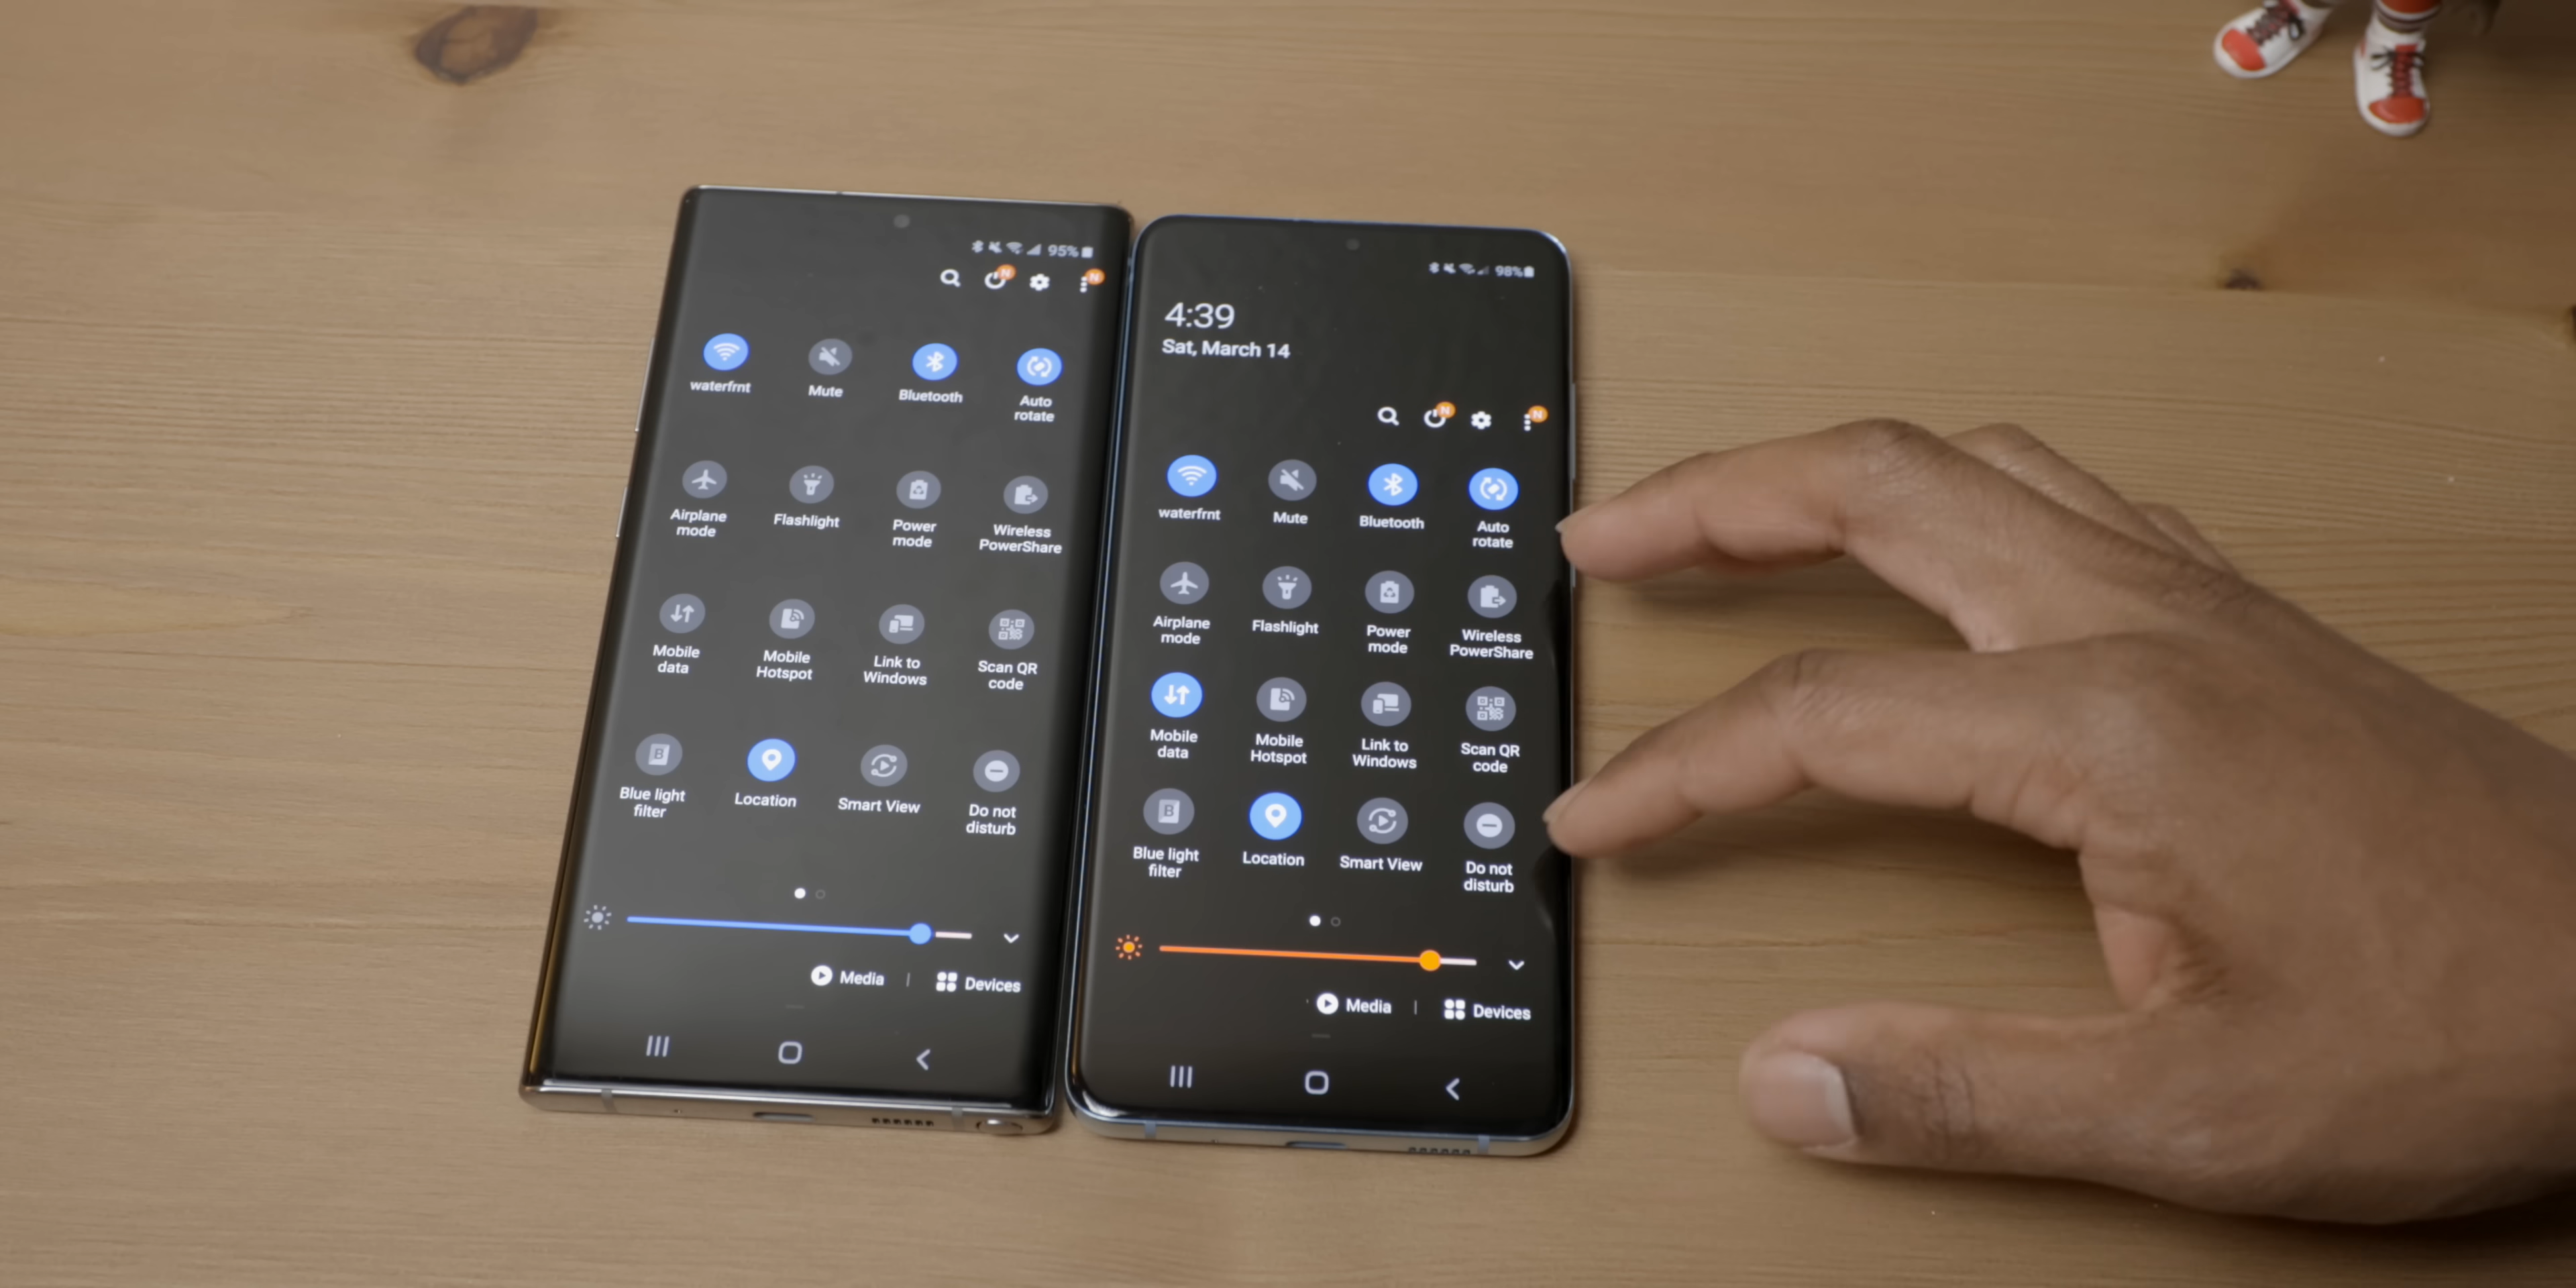 95%
N
N
waterfrnt
Mute
Bluetooth
Auto
rotate
Airplane
mode
Flashlight
Power
mode
Wireless
PowerShare
Mobile
data
Mobile
Hotspot
Link to
Windows
Scan QR
code
B
Blue light
filter
Location
Smart View
Do not
disturb
Media
Devices
98%
4:39
Sat, March 14
N
N
waterfrnt
Mute
Bluetooth
Auto
rotate
Airplane
mode
Flashlight
Power
mode
Wireless
PowerShare
Mobile
data
Mobile
Hotspot
Link to
Windows
Scan QR
code
B
Blue light
filter
Location
Smart View
Do not
disturb
Media
Devices